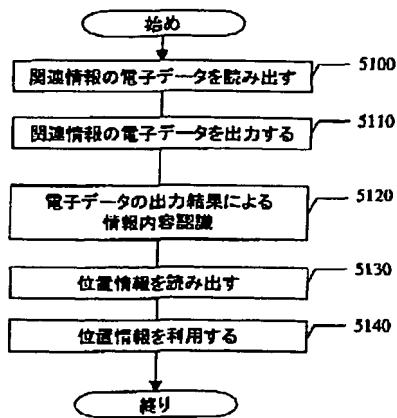 始め
関連情報の電子データを読み出す
5100
関連情報の電子データを出力する
5110
電子データの出力結果による
情報内容認識
5120
位置情報を読み出す
5130
位置情報を利用する
5140
終り